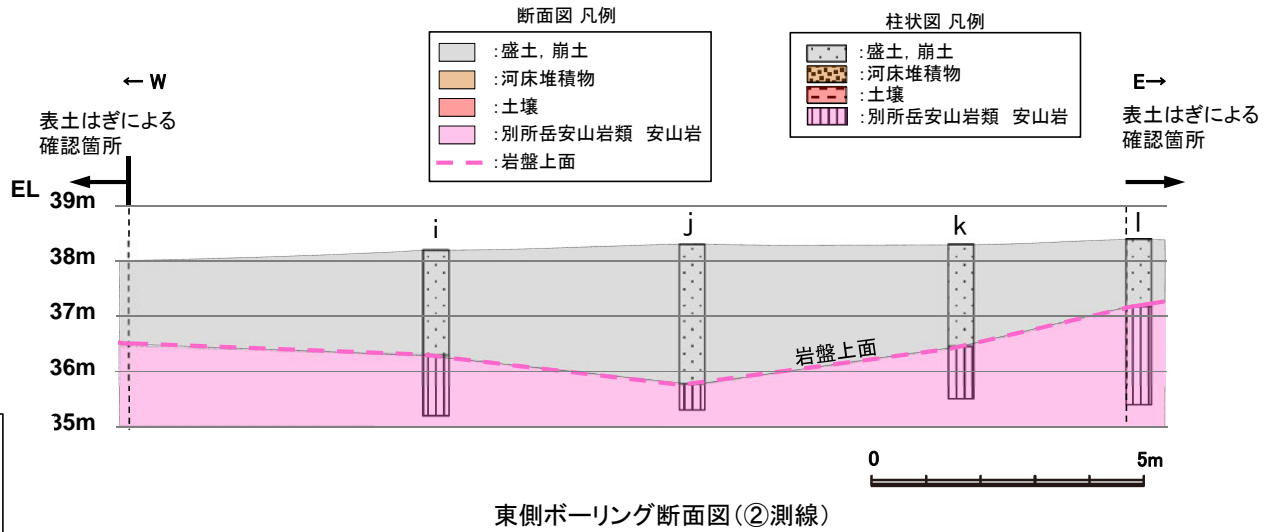 断面図 凡例
:盛土, 崩土
:河床堆積物
:土壌
:別所岳安山岩類 安山岩
:岩盤上面
柱状図 凡例
:盛土, 崩土
:河床堆積物
:土壌
:別所岳安山岩類 安山岩
← W
表土はぎによる
確認箇所
E→
表土はぎによる
確認箇所
EL
39m
38m
37m
36m
35m
i
j
k
l
岩盤上面
0
5m
東側ボーリング断面図(②測線)